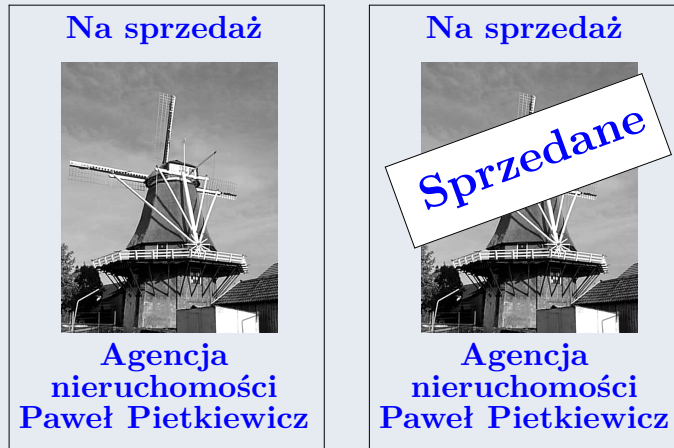 Na sprzedaż
Agencja
nieruchomości
Paweł Pietkiewicz
Na sprzedaż
Sprzedane
Agencja
nieruchomości
Paweł Pietkiewicz